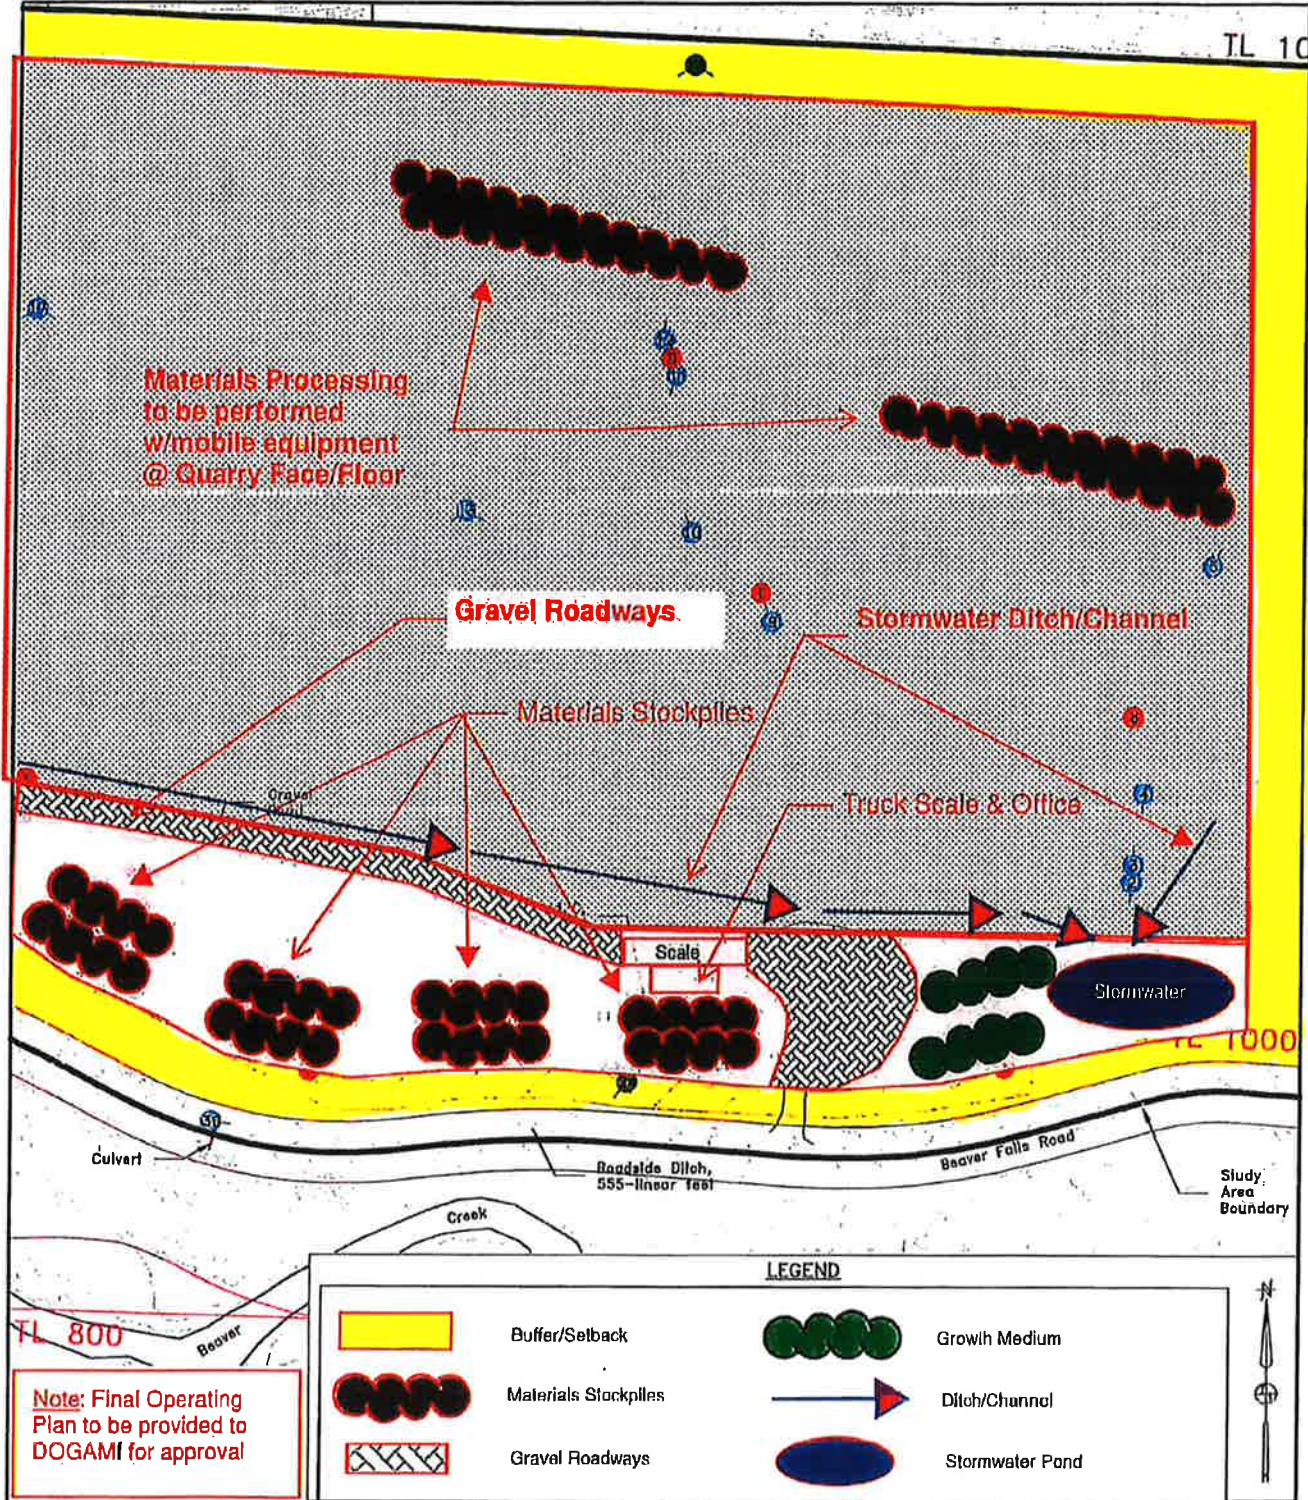 TL 10
Materials Processing
to be performed
w/mobile equipment
@ Quarry Face/Floor
Gravel Roadways
Stormwater Ditch/Channel
Materials Stockpiles
Truck Scale & Office
Scale
Stormwater
TL 1000
Culvert
Roadside Ditch,
555-linear feet
Beaver Falls Road
Study
Area
Boundary
Creek
Beaver
TL 800
Note: Final Operating
Plan to be provided to
DOGAMI for approval
LEGEND
Buffer/Setback
Growth Medium
Materials Stockpiles
Ditch/Channel
Gravel Roadways
Stormwater Pond
N